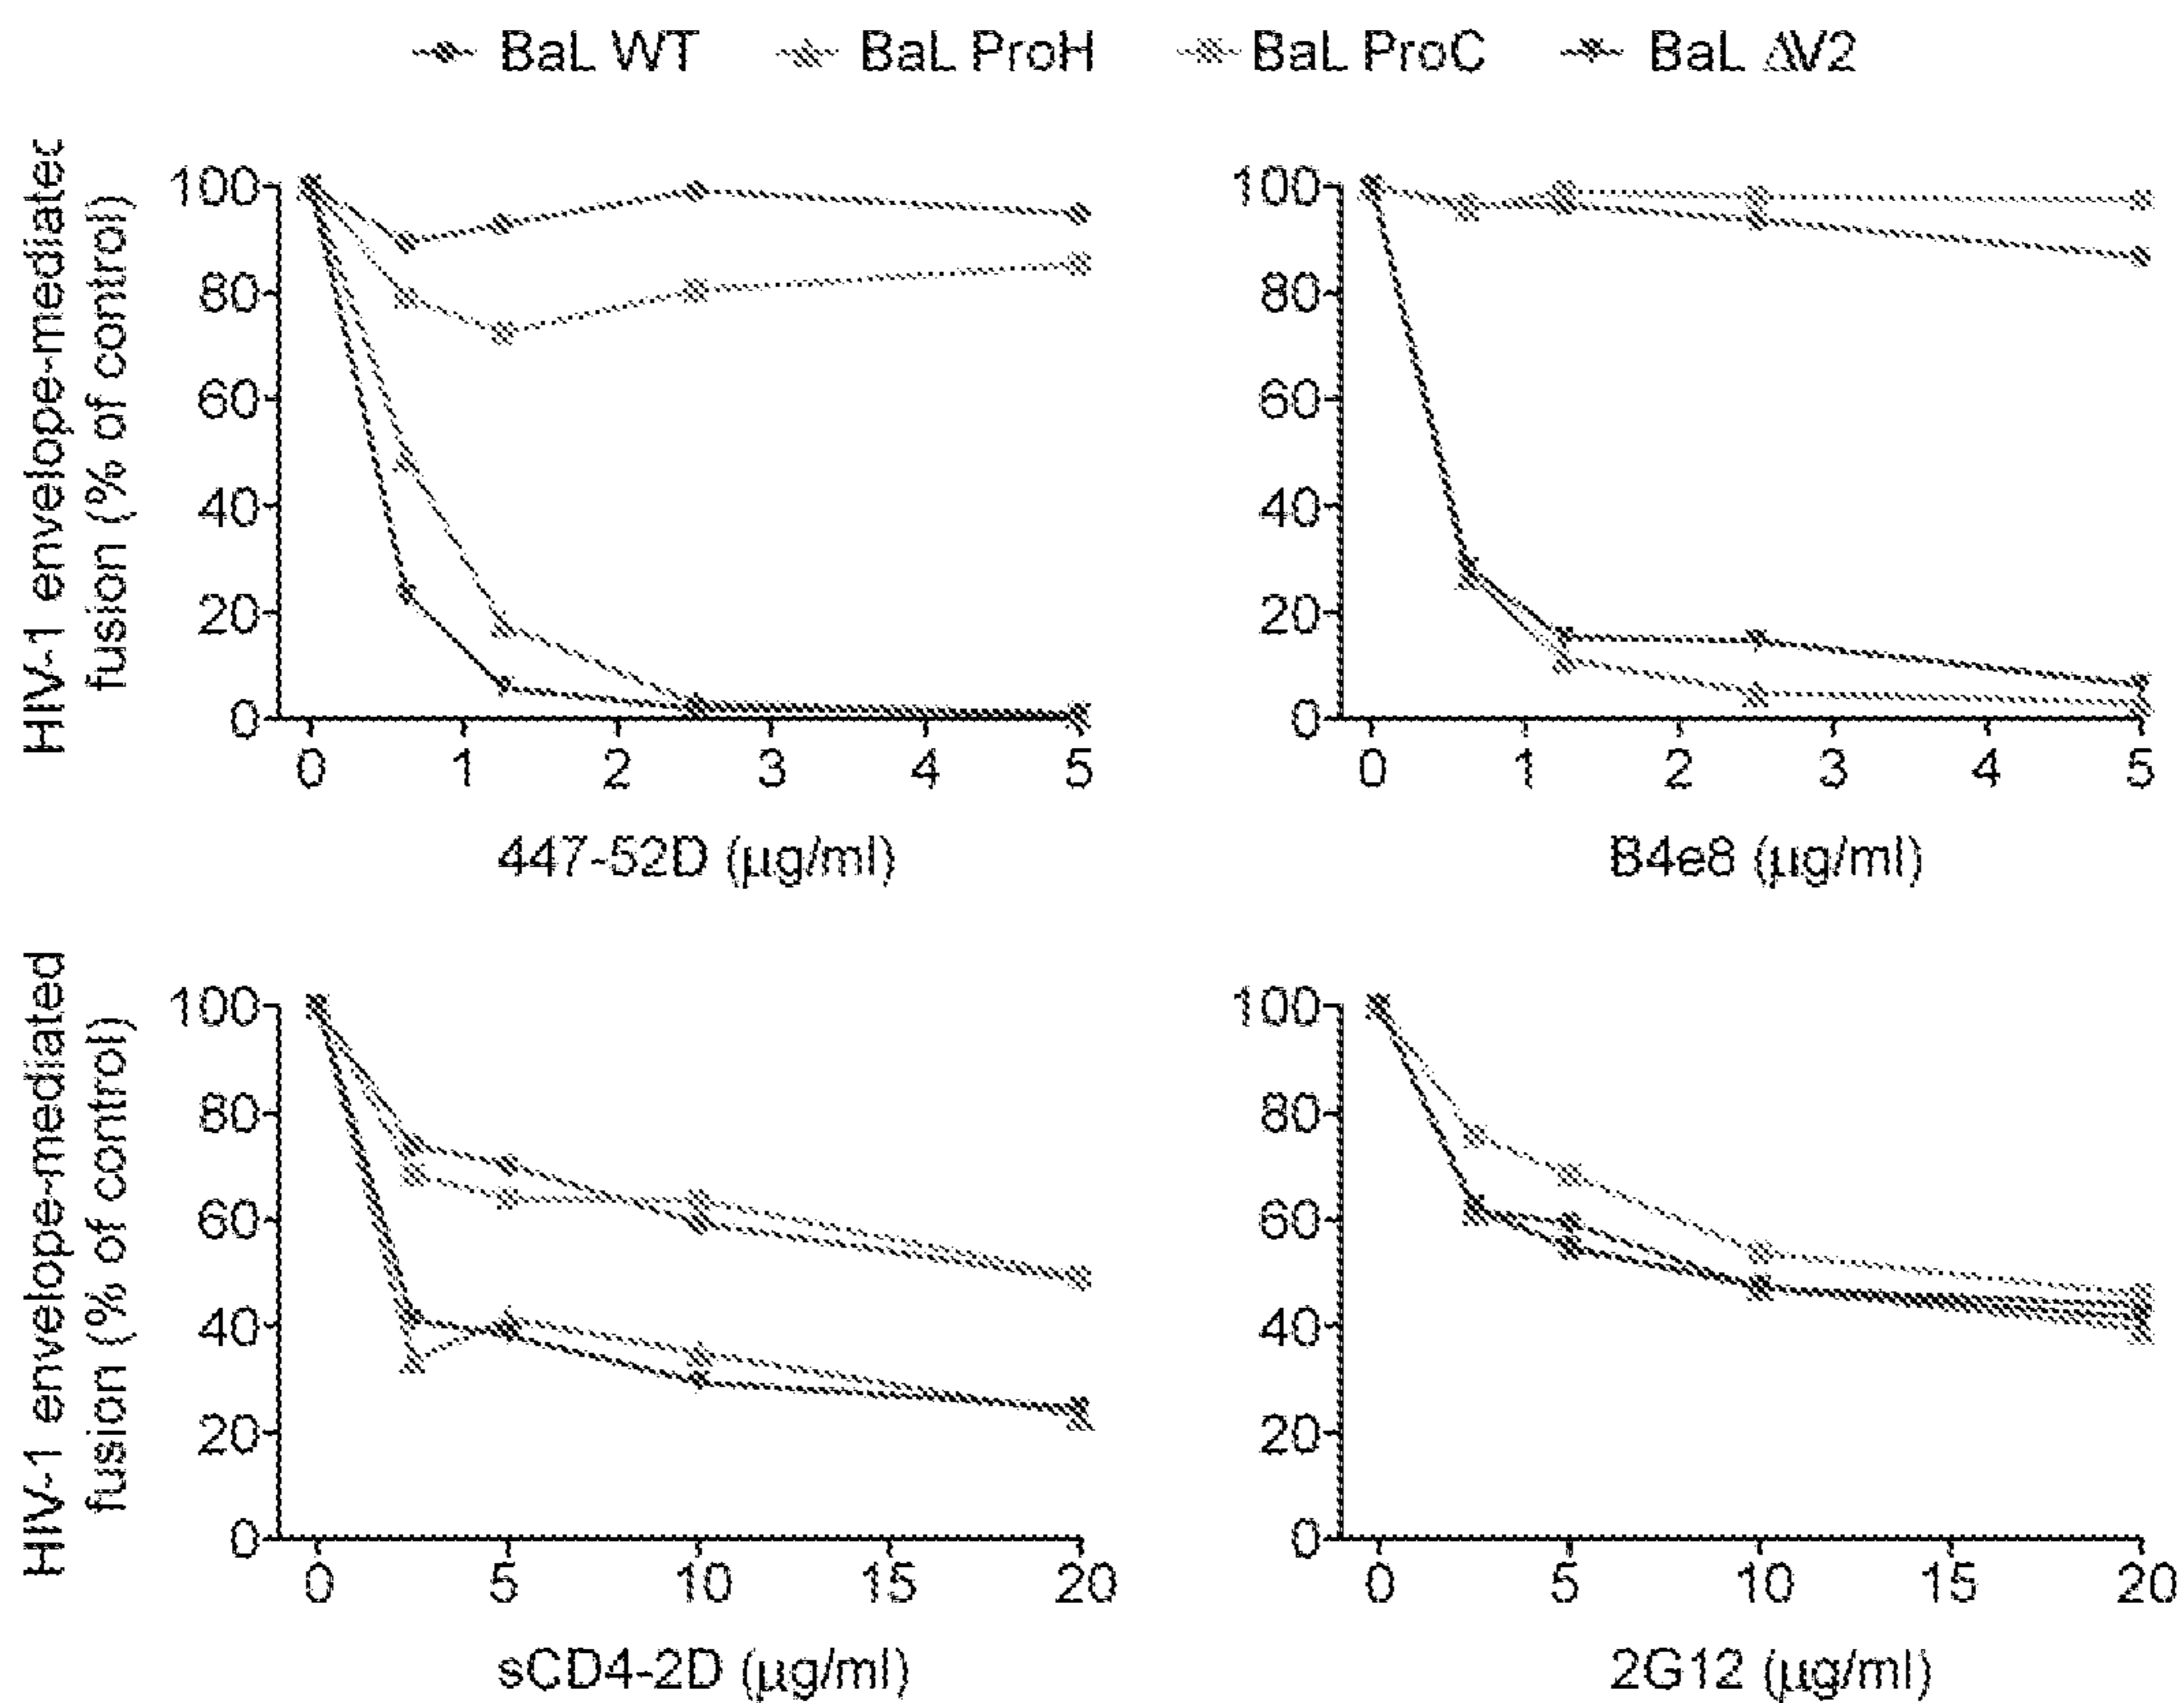 BaL WT BaL ProH BaL ProC BaL ΔV2
HIV-1 envelope-mediated
fusion (% of control)
100
80
60
40
20
0
0 1 2 3 4 5
447-52D (µg/ml)
100
80
60
40
20
0
0 1 2 3 4 5
B4e8 (µg/ml)
HIV-1 envelope-mediated
fusion (% of control)
100
80
60
40
20
0
0 5 10 15 20
sCD4-2D (µg/ml)
100
80
60
40
20
0
0 5 10 15 20
2G12 (µg/ml)